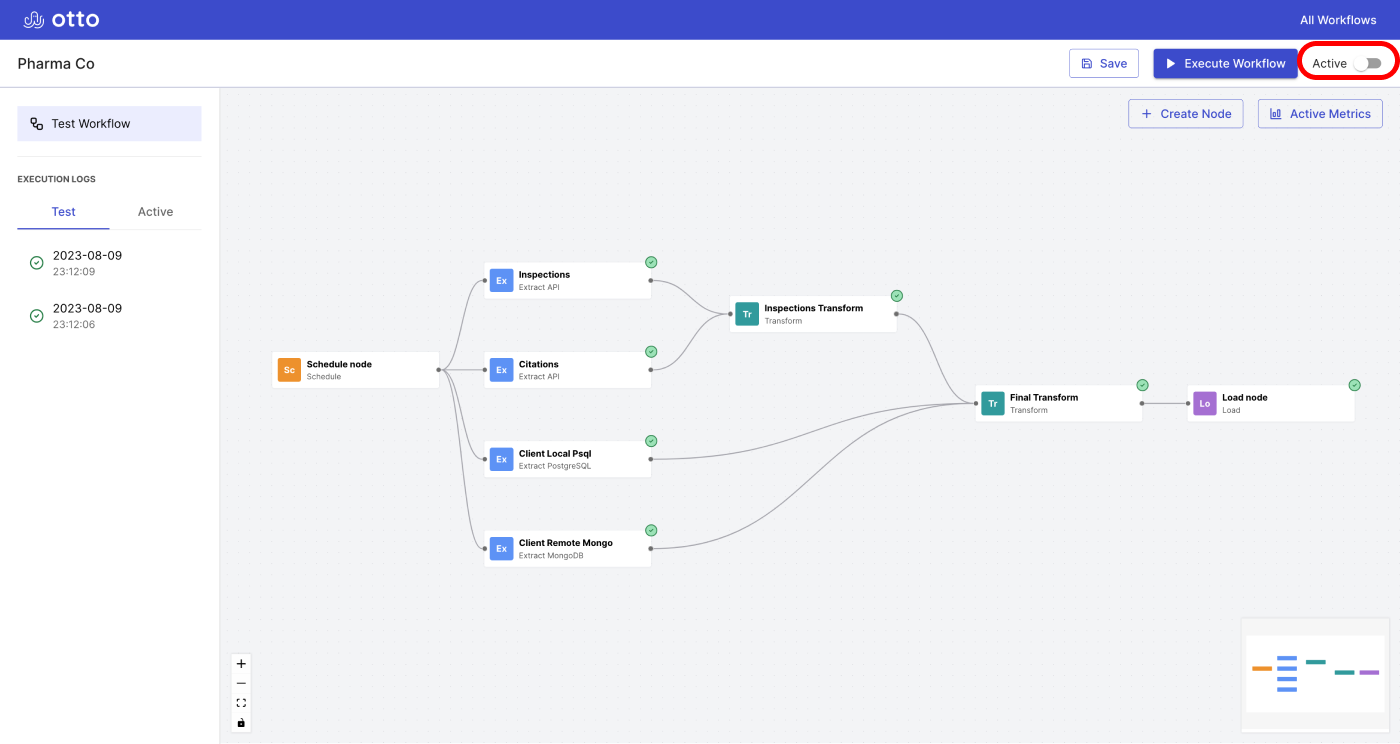 otto
All Workflows
Pharma Co
Save
Execute Workflow
Active
Test Workflow
Create Node
Active Metrics
EXECUTION LOGS
Test
Active
2023-08-09
23:12:09
2023-08-09
23:12:06
Sc
Schedule node
Schedule
Ex
Inspections
Extract API
Ex
Citations
Extract API
Ex
Client Local Psql
Extract PostgreSQL
Ex
Client Remote Mongo
Extract MongoDB
Tr
Inspections Transform
Transform
Tr
Final Transform
Transform
Lo
Load node
Load